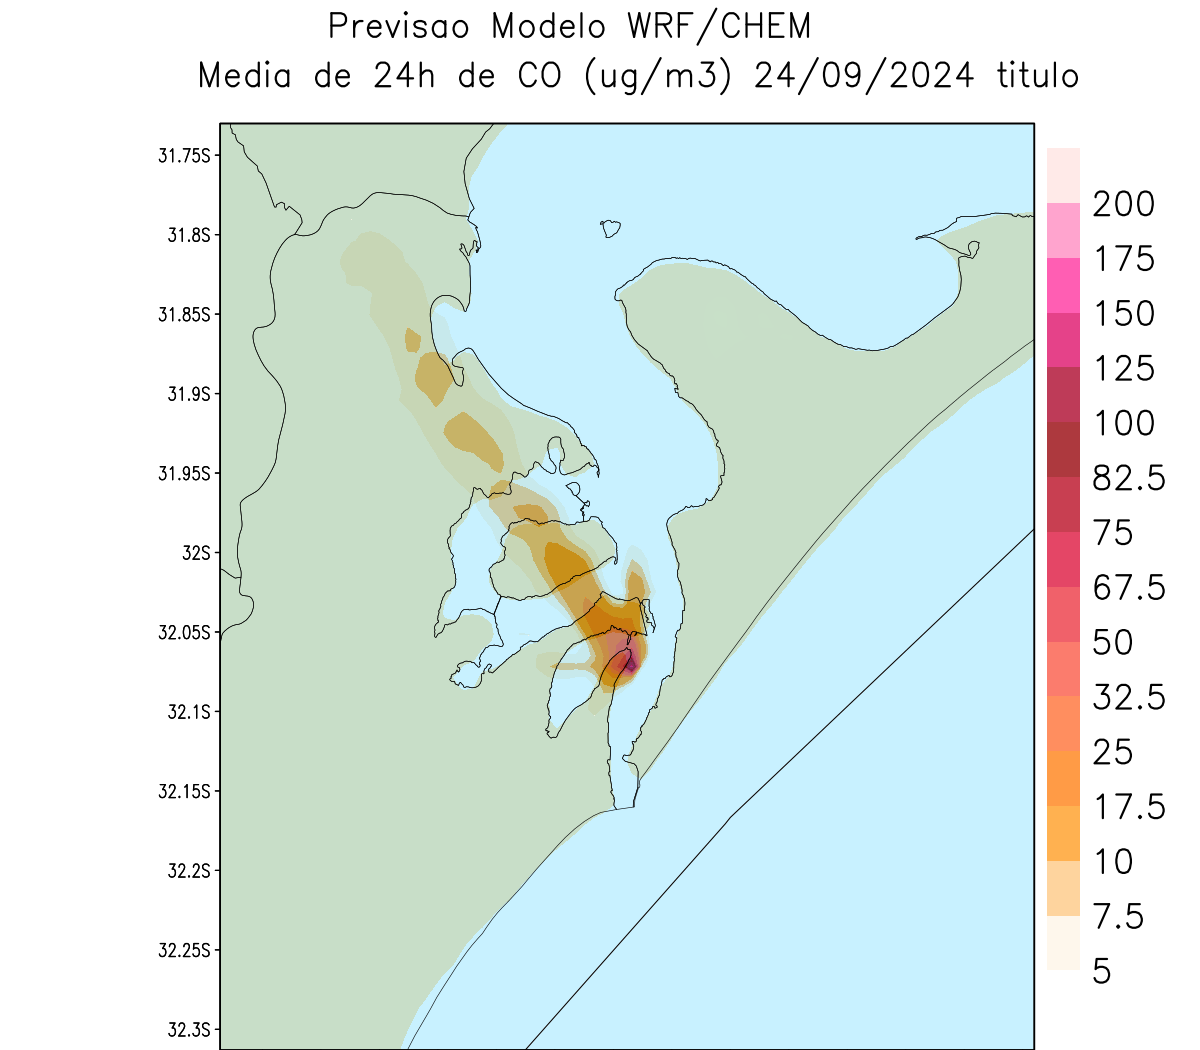 Previsao Modelo WRF/CHEM
Media de 24h de CO (ug/m3) 24/09/2024 titulo
31.75S
31.8S
31.85S
31.9S
31.95S
32S
32.05S
32.1S
32.15S
32.2S
32.25S
32.3S
200
175
150
125
100
82.5
75
67.5
50
32.5
25
17.5
10
7.5
5